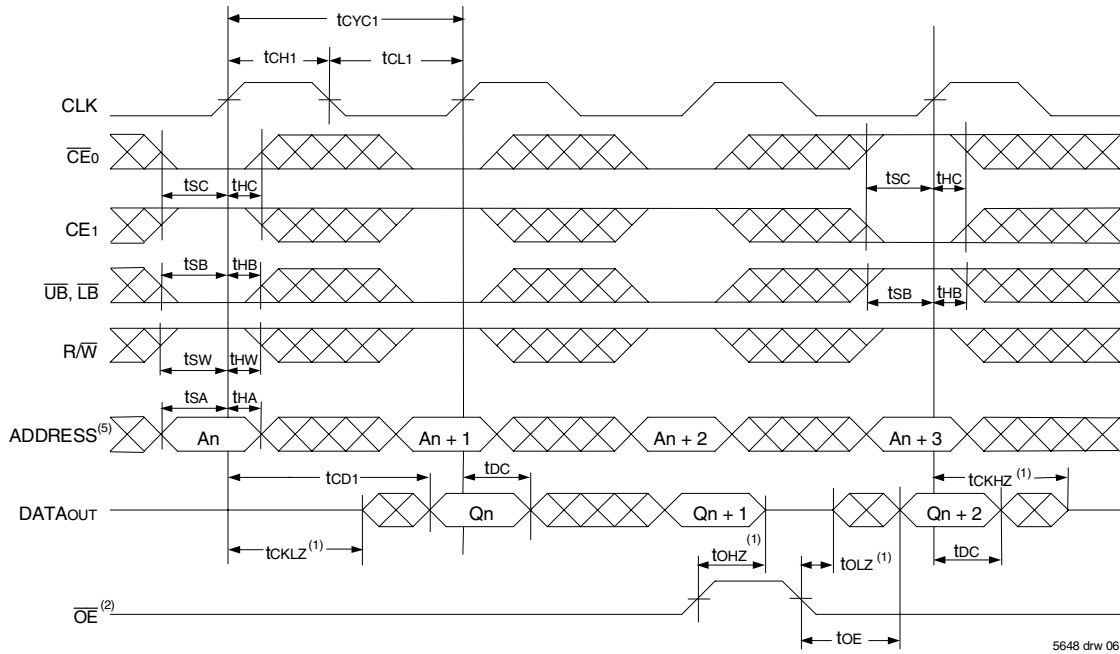 tCYC1
tCH1 tCL1
CLK
CE0
tSC tHC tSC tHC
CE1
tSB tHB
UB, LB
tSB tHB
R/W
tSW tHW
tSA tHA
ADDRESS(5) An An + 1 An + 2 An + 3
tCD1 tDC tCKHZ(1)
DATAOUT Qn Qn + 1 Qn + 2
tCKLZ(1) tOHZ(1) tOLZ(1) tDC
OE(2)
tOE
5648 drw 06